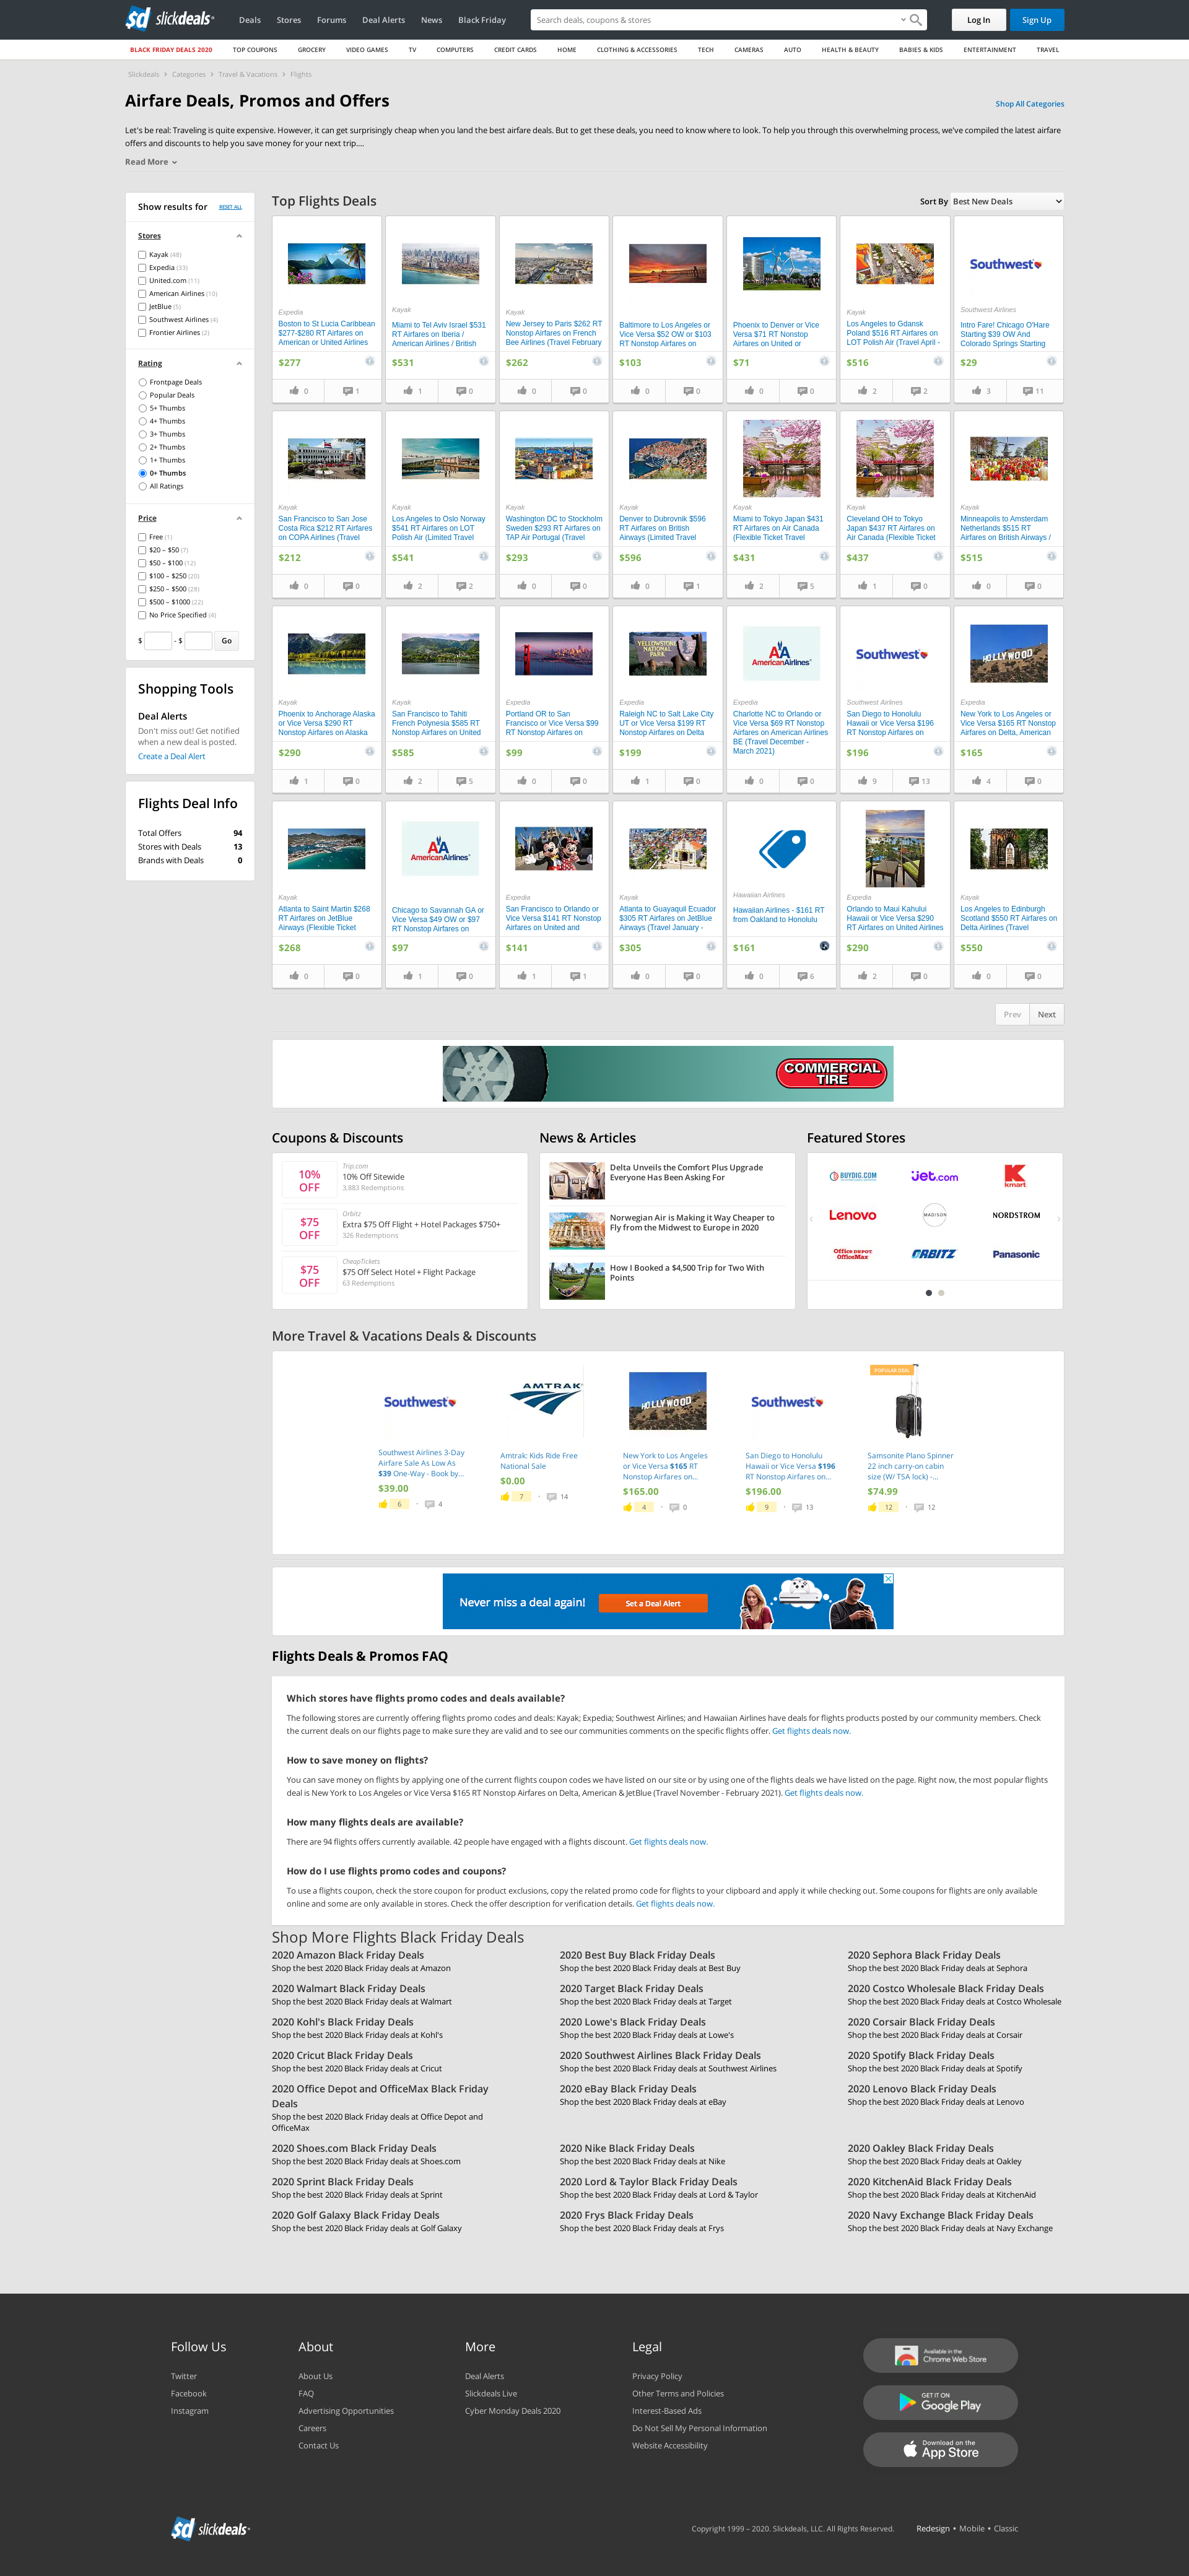 sd slickdeals
Deals Stores Forums Deal Alerts News Black Friday
Search deals, coupons & stores
Log In Sign Up
BLACK FRIDAY DEALS 2020 TOP COUPONS GROCERY VIDEO GAMES TV COMPUTERS CREDIT CARDS HOME CLOTHING & ACCESSORIES TECH CAMERAS AUTO HEALTH & BEAUTY BABIES & KIDS ENTERTAINMENT TRAVEL
Slickdeals › Categories › Travel & Vacations › Flights
Airfare Deals, Promos and Offers
Shop All Categories
Let's be real: Traveling is quite expensive. However, it can get surprisingly cheap when you land the best airfare deals. But to get these deals, you need to know where to look. To help you through this overwhelming process, we've compiled the latest airfare
offers and discounts to help you save money for your next trip....
Read More
Show results for RESET ALL
Stores
Kayak (48)
Expedia (33)
United.com (11)
American Airlines (10)
JetBlue (5)
Southwest Airlines (4)
Frontier Airlines (2)
Rating
Frontpage Deals
Popular Deals
5+ Thumbs
4+ Thumbs
3+ Thumbs
2+ Thumbs
1+ Thumbs
0+ Thumbs
All Ratings
Price
Free (1)
$20 – $50 (7)
$50 – $100 (12)
$100 – $250 (20)
$250 – $500 (28)
$500 – $1000 (22)
No Price Specified (4)
$ - $ Go
Shopping Tools
Deal Alerts
Don't miss out! Get notified
when a new deal is posted.
Create a Deal Alert
Flights Deal Info
Total Offers 94
Stores with Deals 13
Brands with Deals 0
Top Flights Deals
Sort By Best New Deals
Expedia
Boston to St Lucia Caribbean
$277-$280 RT Airfares on
American or United Airlines
$277
0 1
Kayak
Miami to Tel Aviv Israel $531
RT Airfares on Iberia /
American Airlines / British
$531
1 0
Kayak
New Jersey to Paris $262 RT
Nonstop Airfares on French
Bee Airlines (Travel February
$262
0 0
Baltimore to Los Angeles or
Vice Versa $52 OW or $103
RT Nonstop Airfares on
$103
0 0
Phoenix to Denver or Vice
Versa $71 RT Nonstop
Airfares on United or
$71
0 0
Kayak
Los Angeles to Gdansk
Poland $516 RT Airfares on
LOT Polish Air (Travel April -
$516
2 2
Southwest
Southwest Airlines
Intro Fare! Chicago O'Hare
Starting $39 OW And
Colorado Springs Starting
$29
3 11
Kayak
San Francisco to San Jose
Costa Rica $212 RT Airfares
on COPA Airlines (Travel
$212
0 0
Kayak
Los Angeles to Oslo Norway
$541 RT Airfares on LOT
Polish Air (Limited Travel
$541
2 2
Kayak
Washington DC to Stockholm
Sweden $293 RT Airfares on
TAP Air Portugal (Travel
$293
0 0
Kayak
Denver to Dubrovnik $596
RT Airfares on British
Airways (Limited Travel
$596
0 1
Kayak
Miami to Tokyo Japan $431
RT Airfares on Air Canada
(Flexible Ticket Travel
$431
2 5
Kayak
Cleveland OH to Tokyo
Japan $437 RT Airfares on
Air Canada (Flexible Ticket
$437
1 0
Kayak
Minneapolis to Amsterdam
Netherlands $515 RT
Airfares on British Airways /
$515
0 0
Kayak
Phoenix to Anchorage Alaska
or Vice Versa $290 RT
Nonstop Airfares on Alaska
$290
1 0
Kayak
San Francisco to Tahiti
French Polynesia $585 RT
Nonstop Airfares on United
$585
2 5
Expedia
Portland OR to San
Francisco or Vice Versa $99
RT Nonstop Airfares on
$99
0 0
YELLOWSTONE
NATIONAL
PARK
Expedia
Raleigh NC to Salt Lake City
UT or Vice Versa $199 RT
Nonstop Airfares on Delta
$199
1 0
AA
AmericanAirlines
Expedia
Charlotte NC to Orlando or
Vice Versa $69 RT Nonstop
Airfares on American Airlines
BE (Travel December -
March 2021)
0 0
Southwest
Southwest Airlines
San Diego to Honolulu
Hawaii or Vice Versa $196
RT Nonstop Airfares on
$196
9 13
HOLLYWOOD
Expedia
New York to Los Angeles or
Vice Versa $165 RT Nonstop
Airfares on Delta, American
$165
4 0
Kayak
Atlanta to Saint Martin $268
RT Airfares on JetBlue
Airways (Flexible Ticket
$268
0 0
AA
AmericanAirlines
Chicago to Savannah GA or
Vice Versa $49 OW or $97
RT Nonstop Airfares on
$97
1 0
Expedia
San Francisco to Orlando or
Vice Versa $141 RT Nonstop
Airfares on United and
$141
1 1
Kayak
Atlanta to Guayaquil Ecuador
$305 RT Airfares on JetBlue
Airways (Travel January -
$305
0 0
Hawaiian Airlines
Hawaiian Airlines - $161 RT
from Oakland to Honolulu
$161
0 6
Expedia
Orlando to Maui Kahului
Hawaii or Vice Versa $290
RT Airfares on United Airlines
$290
2 0
Kayak
Los Angeles to Edinburgh
Scotland $550 RT Airfares on
Delta Airlines (Travel
$550
0 0
Prev Next
COMMERCIAL
TIRE
Coupons & Discounts
10%
OFF
Trip.com
10% Off Sitewide
3,883 Redemptions
$75
OFF
Orbitz
Extra $75 Off Flight + Hotel Packages $750+
326 Redemptions
$75
OFF
CheapTickets
$75 Off Select Hotel + Flight Package
63 Redemptions
News & Articles
Delta Unveils the Comfort Plus Upgrade
Everyone Has Been Asking For
Norwegian Air is Making it Way Cheaper to
Fly from the Midwest to Europe in 2020
How I Booked a $4,500 Trip for Two With
Points
Featured Stores
BUYDIG.COM jet.com Kmart
Lenovo MADISON NORDSTROM
Office DEPOT OfficeMax ORBITZ Panasonic
More Travel & Vacations Deals & Discounts
Southwest
Southwest Airlines 3-Day
Airfare Sale As Low As
$39 One-Way - Book by...
$39.00
6 • 4
AMTRAK
Amtrak: Kids Ride Free
National Sale
$0.00
7 • 14
HOLLYWOOD
New York to Los Angeles
or Vice Versa $165 RT
Nonstop Airfares on...
$165.00
4 • 0
Southwest
San Diego to Honolulu
Hawaii or Vice Versa $196
RT Nonstop Airfares on...
$196.00
9 • 13
POPULAR DEAL
Samsonite Plano Spinner
22 inch carry-on cabin
size (W/ TSA lock) -...
$74.99
12 • 12
Never miss a deal again! Set a Deal Alert
Flights Deals & Promos FAQ
Which stores have flights promo codes and deals available?
The following stores are currently offering flights promo codes and deals: Kayak; Expedia; Southwest Airlines; and Hawaiian Airlines have deals for flights products posted by our community members. Check
the current deals on our flights page to make sure they are valid and to see our communities comments on the specific flights offer. Get flights deals now.
How to save money on flights?
You can save money on flights by applying one of the current flights coupon codes we have listed on our site or by using one of the flights deals we have listed on the page. Right now, the most popular flights
deal is New York to Los Angeles or Vice Versa $165 RT Nonstop Airfares on Delta, American & JetBlue (Travel November - February 2021). Get flights deals now.
How many flights deals are available?
There are 94 flights offers currently available. 42 people have engaged with a flights discount. Get flights deals now.
How do I use flights promo codes and coupons?
To use a flights coupon, check the store coupon for product exclusions, copy the related promo code for flights to your clipboard and apply it while checking out. Some coupons for flights are only available
online and some are only available in stores. Check the offer description for verification details. Get flights deals now.
Shop More Flights Black Friday Deals
2020 Amazon Black Friday Deals
Shop the best 2020 Black Friday deals at Amazon
2020 Best Buy Black Friday Deals
Shop the best 2020 Black Friday deals at Best Buy
2020 Sephora Black Friday Deals
Shop the best 2020 Black Friday deals at Sephora
2020 Walmart Black Friday Deals
Shop the best 2020 Black Friday deals at Walmart
2020 Target Black Friday Deals
Shop the best 2020 Black Friday deals at Target
2020 Costco Wholesale Black Friday Deals
Shop the best 2020 Black Friday deals at Costco Wholesale
2020 Kohl's Black Friday Deals
Shop the best 2020 Black Friday deals at Kohl's
2020 Lowe's Black Friday Deals
Shop the best 2020 Black Friday deals at Lowe's
2020 Corsair Black Friday Deals
Shop the best 2020 Black Friday deals at Corsair
2020 Cricut Black Friday Deals
Shop the best 2020 Black Friday deals at Cricut
2020 Southwest Airlines Black Friday Deals
Shop the best 2020 Black Friday deals at Southwest Airlines
2020 Spotify Black Friday Deals
Shop the best 2020 Black Friday deals at Spotify
2020 Office Depot and OfficeMax Black Friday
Deals
Shop the best 2020 Black Friday deals at Office Depot and
OfficeMax
2020 eBay Black Friday Deals
Shop the best 2020 Black Friday deals at eBay
2020 Lenovo Black Friday Deals
Shop the best 2020 Black Friday deals at Lenovo
2020 Shoes.com Black Friday Deals
Shop the best 2020 Black Friday deals at Shoes.com
2020 Nike Black Friday Deals
Shop the best 2020 Black Friday deals at Nike
2020 Oakley Black Friday Deals
Shop the best 2020 Black Friday deals at Oakley
2020 Sprint Black Friday Deals
Shop the best 2020 Black Friday deals at Sprint
2020 Lord & Taylor Black Friday Deals
Shop the best 2020 Black Friday deals at Lord & Taylor
2020 KitchenAid Black Friday Deals
Shop the best 2020 Black Friday deals at KitchenAid
2020 Golf Galaxy Black Friday Deals
Shop the best 2020 Black Friday deals at Golf Galaxy
2020 Frys Black Friday Deals
Shop the best 2020 Black Friday deals at Frys
2020 Navy Exchange Black Friday Deals
Shop the best 2020 Black Friday deals at Navy Exchange
Follow Us
Twitter
Facebook
Instagram
About
About Us
FAQ
Advertising Opportunities
Careers
Contact Us
More
Deal Alerts
Slickdeals Live
Cyber Monday Deals 2020
Legal
Privacy Policy
Other Terms and Policies
Interest-Based Ads
Do Not Sell My Personal Information
Website Accessibility
Available in the
Chrome Web Store
GET IT ON
Google Play
Download on the
App Store
sd slickdeals
Copyright 1999 – 2020. Slickdeals, LLC. All Rights Reserved. Redesign • Mobile • Classic